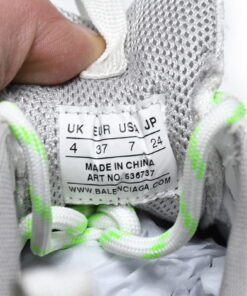 UK EUR USA JP
4 37 7 24
MADE IN CHINA
ART NO. 536737
WWW.BALENCIAGA.COM